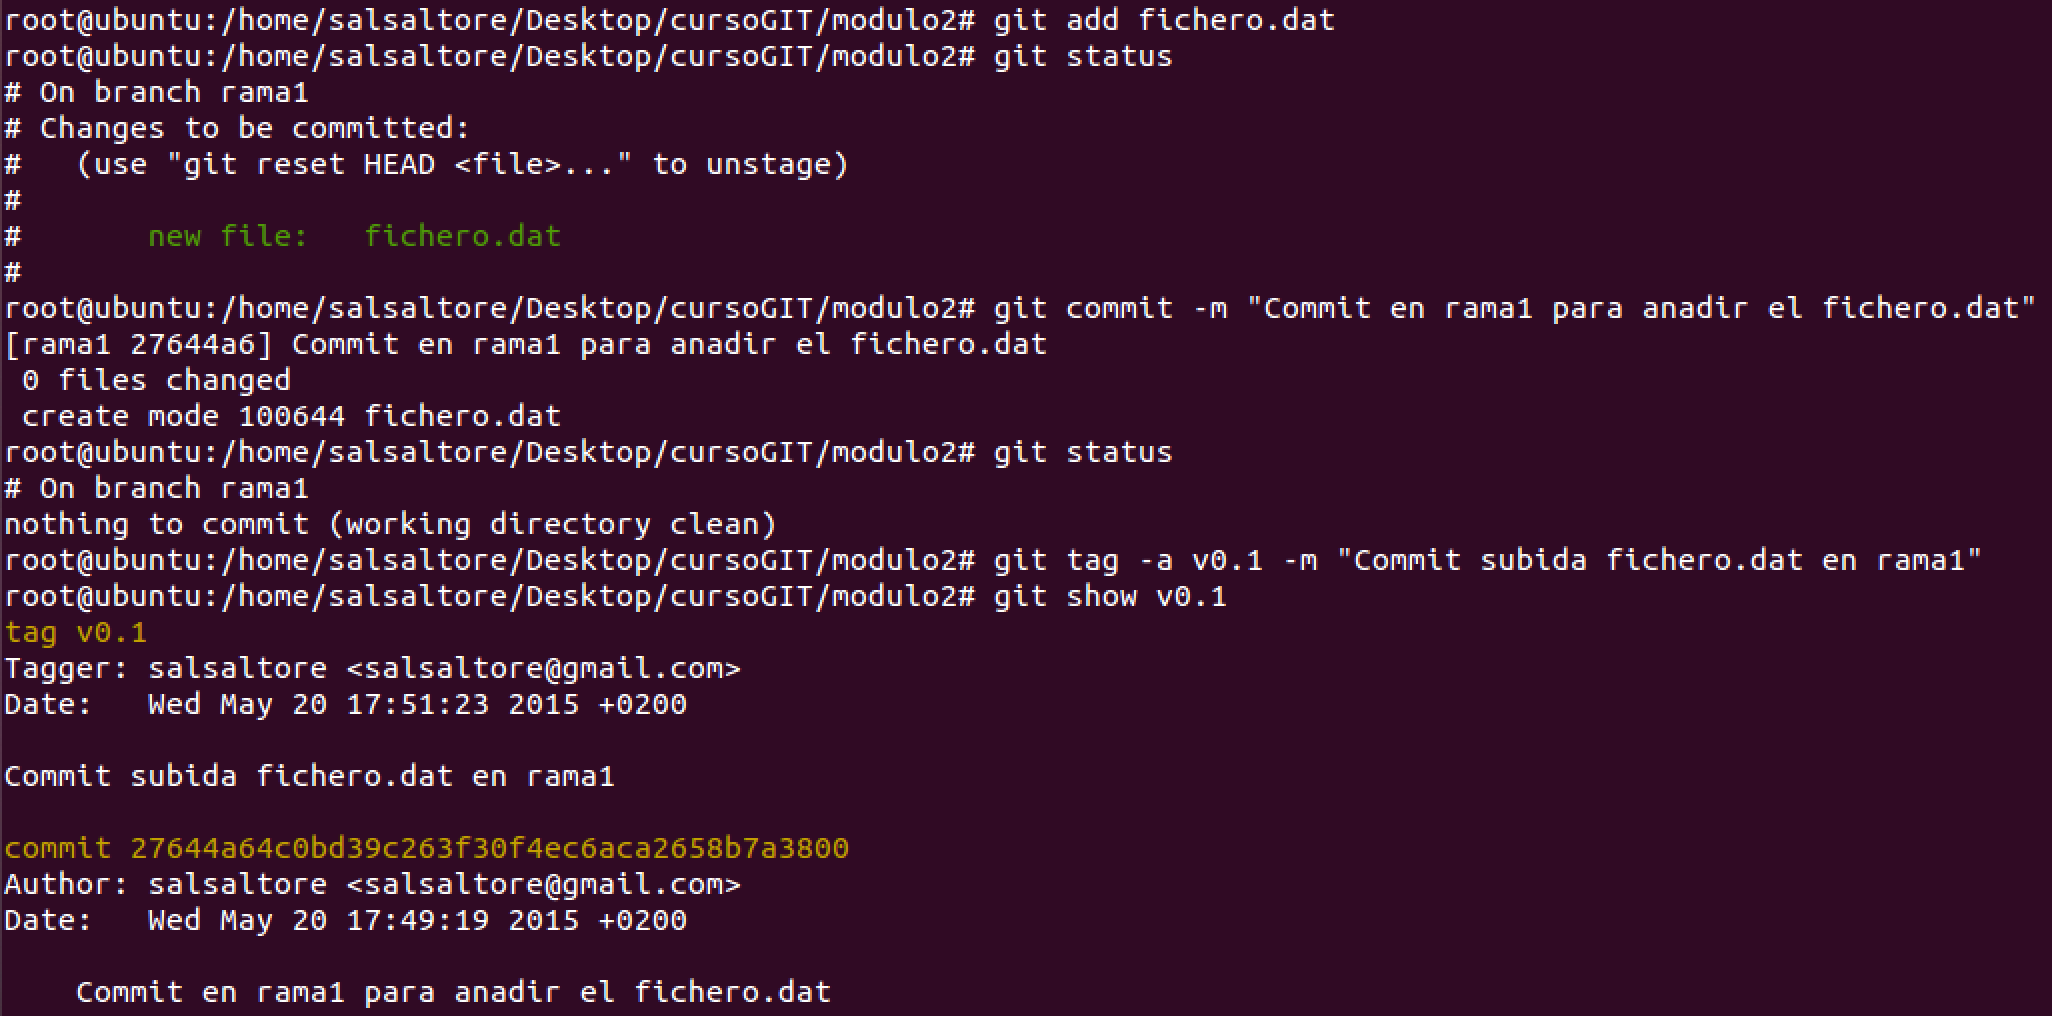 root@ubuntu:/home/salsaltore/Desktop/cursoGIT/modulo2# git add fichero.dat
root@ubuntu:/home/salsaltore/Desktop/cursoGIT/modulo2# git status
# On branch rama1
# Changes to be committed:
#   (use "git reset HEAD <file>..." to unstage)
#
#       new file:   fichero.dat
#
root@ubuntu:/home/salsaltore/Desktop/cursoGIT/modulo2# git commit -m "Commit en rama1 para anadir el fichero.dat"
[rama1 27644a6] Commit en rama1 para anadir el fichero.dat
 0 files changed
 create mode 100644 fichero.dat
root@ubuntu:/home/salsaltore/Desktop/cursoGIT/modulo2# git status
# On branch rama1
nothing to commit (working directory clean)
root@ubuntu:/home/salsaltore/Desktop/cursoGIT/modulo2# git tag -a v0.1 -m "Commit subida fichero.dat en rama1"
root@ubuntu:/home/salsaltore/Desktop/cursoGIT/modulo2# git show v0.1
tag v0.1
Tagger: salsaltore <salsaltore@gmail.com>
Date:   Wed May 20 17:51:23 2015 +0200

Commit subida fichero.dat en rama1

commit 27644a64c0bd39c263f30f4ec6aca2658b7a3800
Author: salsaltore <salsaltore@gmail.com>
Date:   Wed May 20 17:49:19 2015 +0200

    Commit en rama1 para anadir el fichero.dat